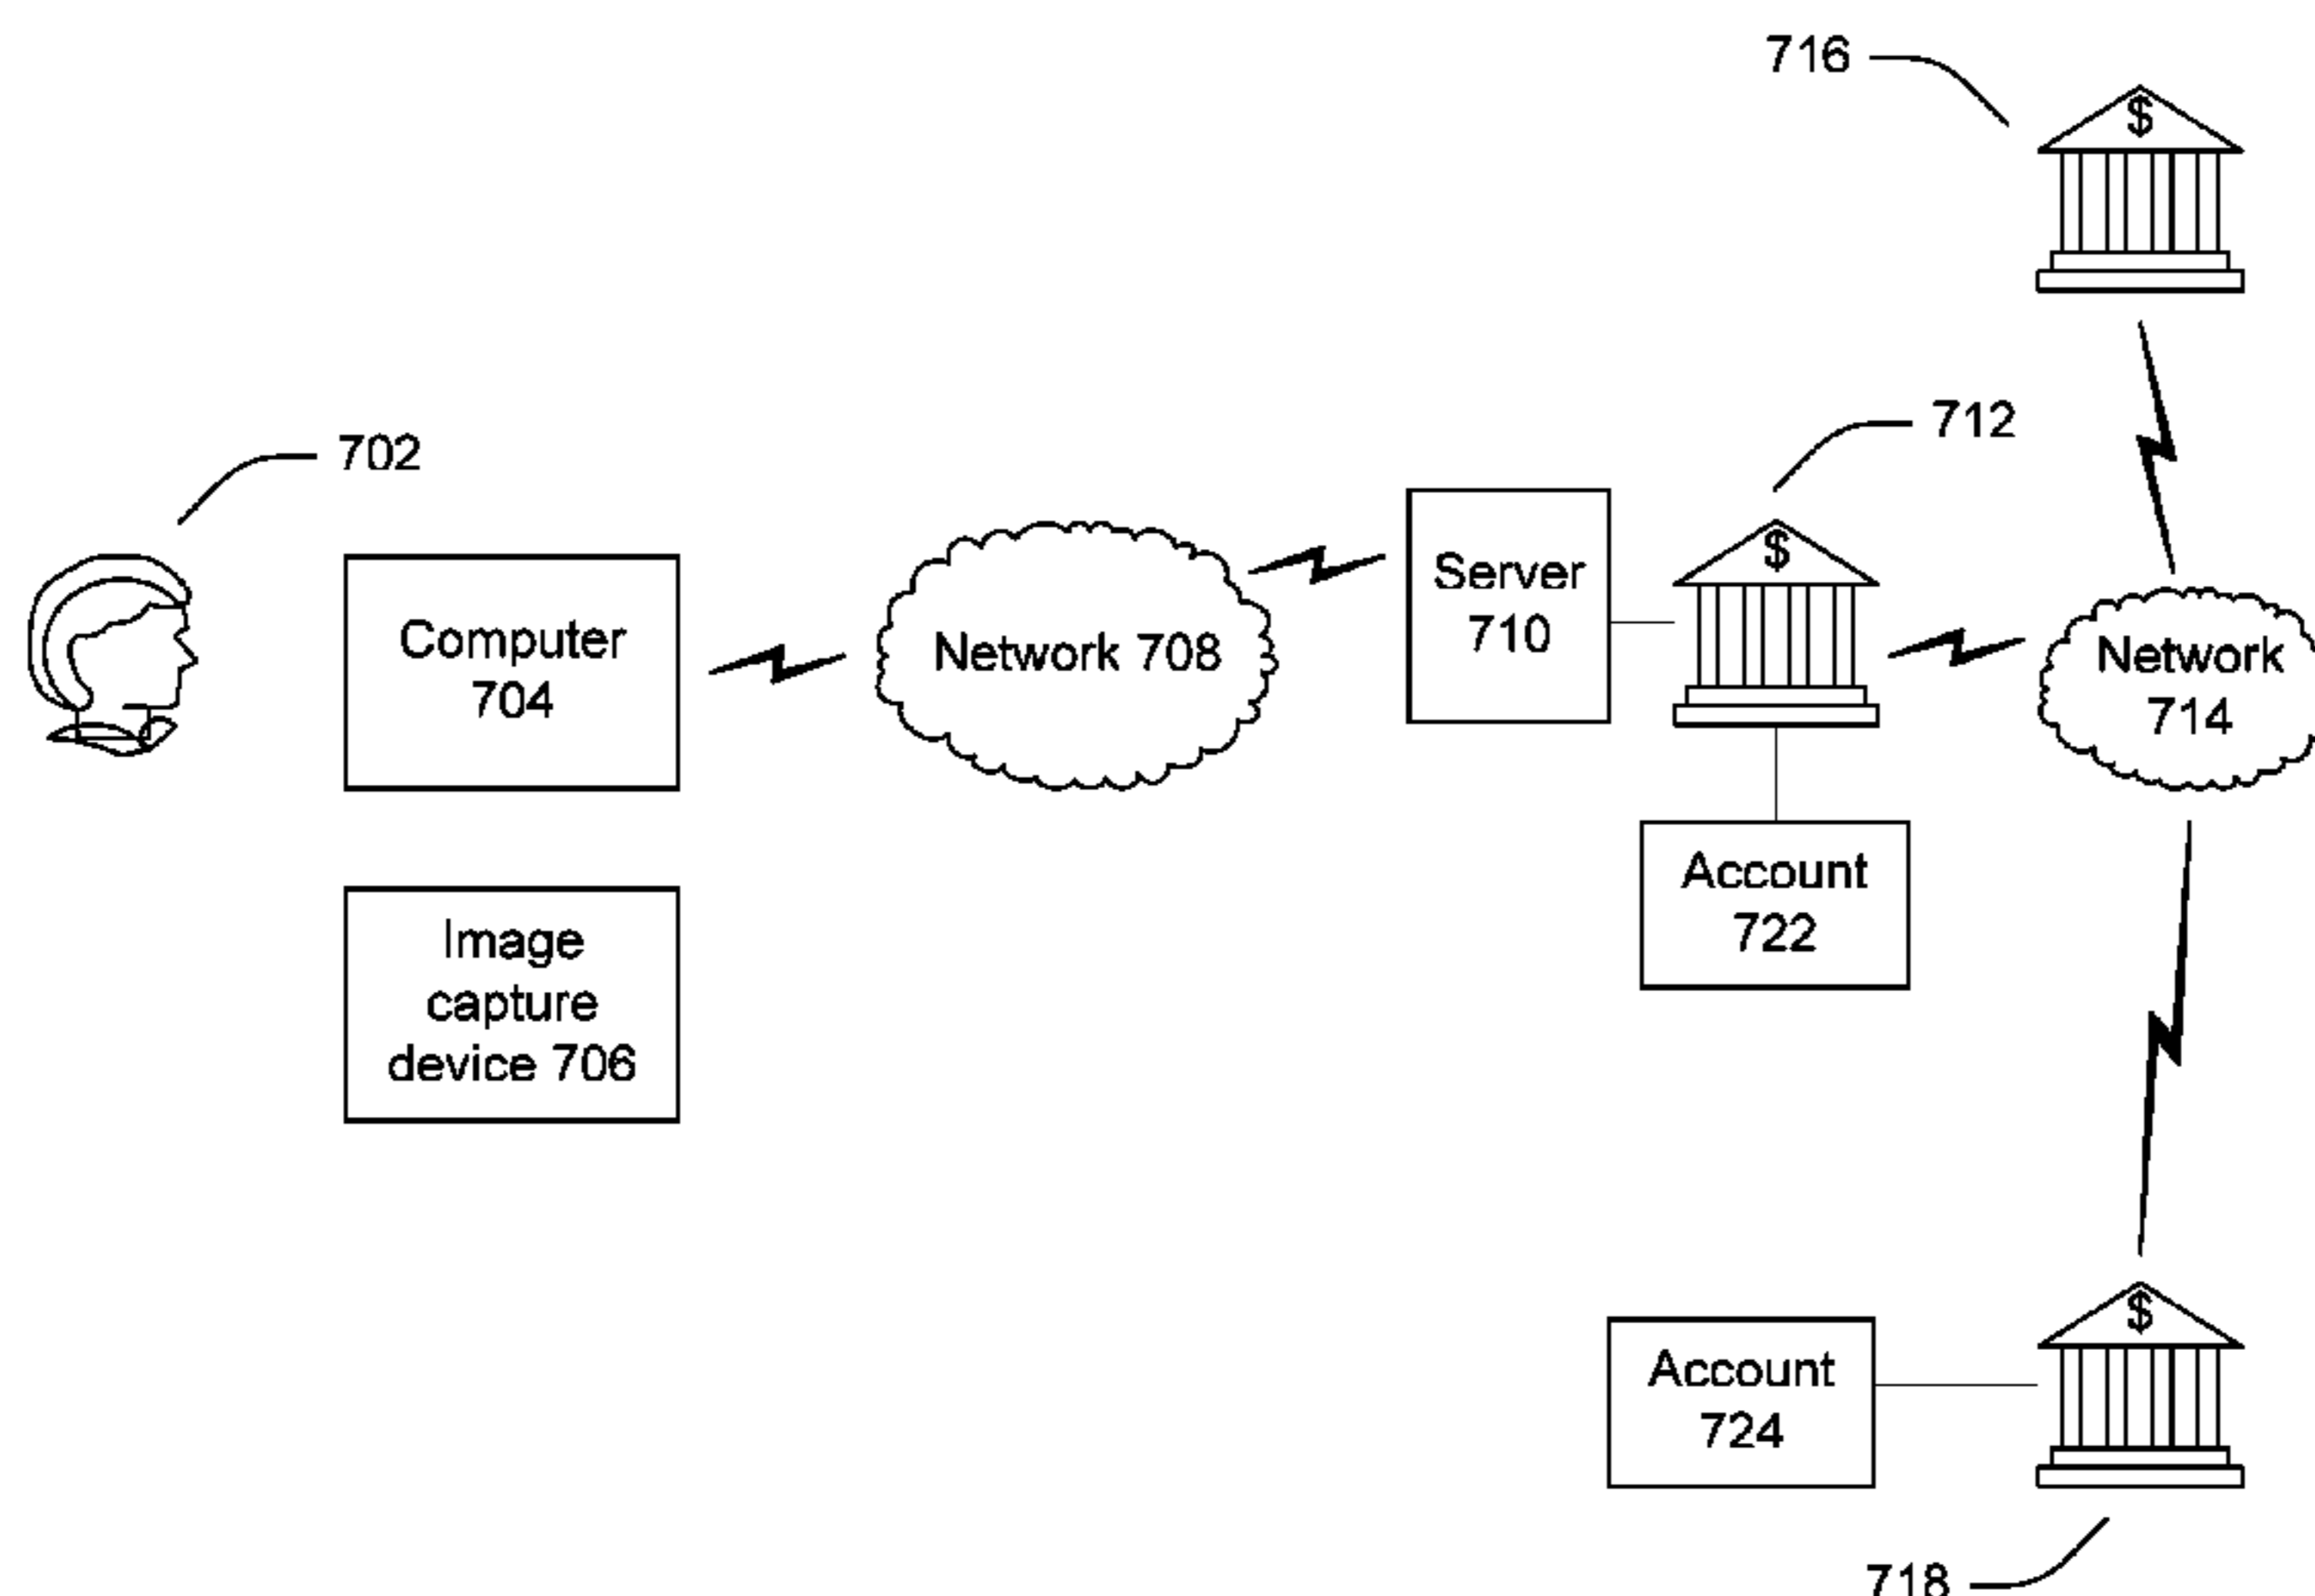 716
$
712
702
Server
710
$
Computer
704
Network 708
Network
714
Account
722
Image
capture
device 706
$
Account
724
718